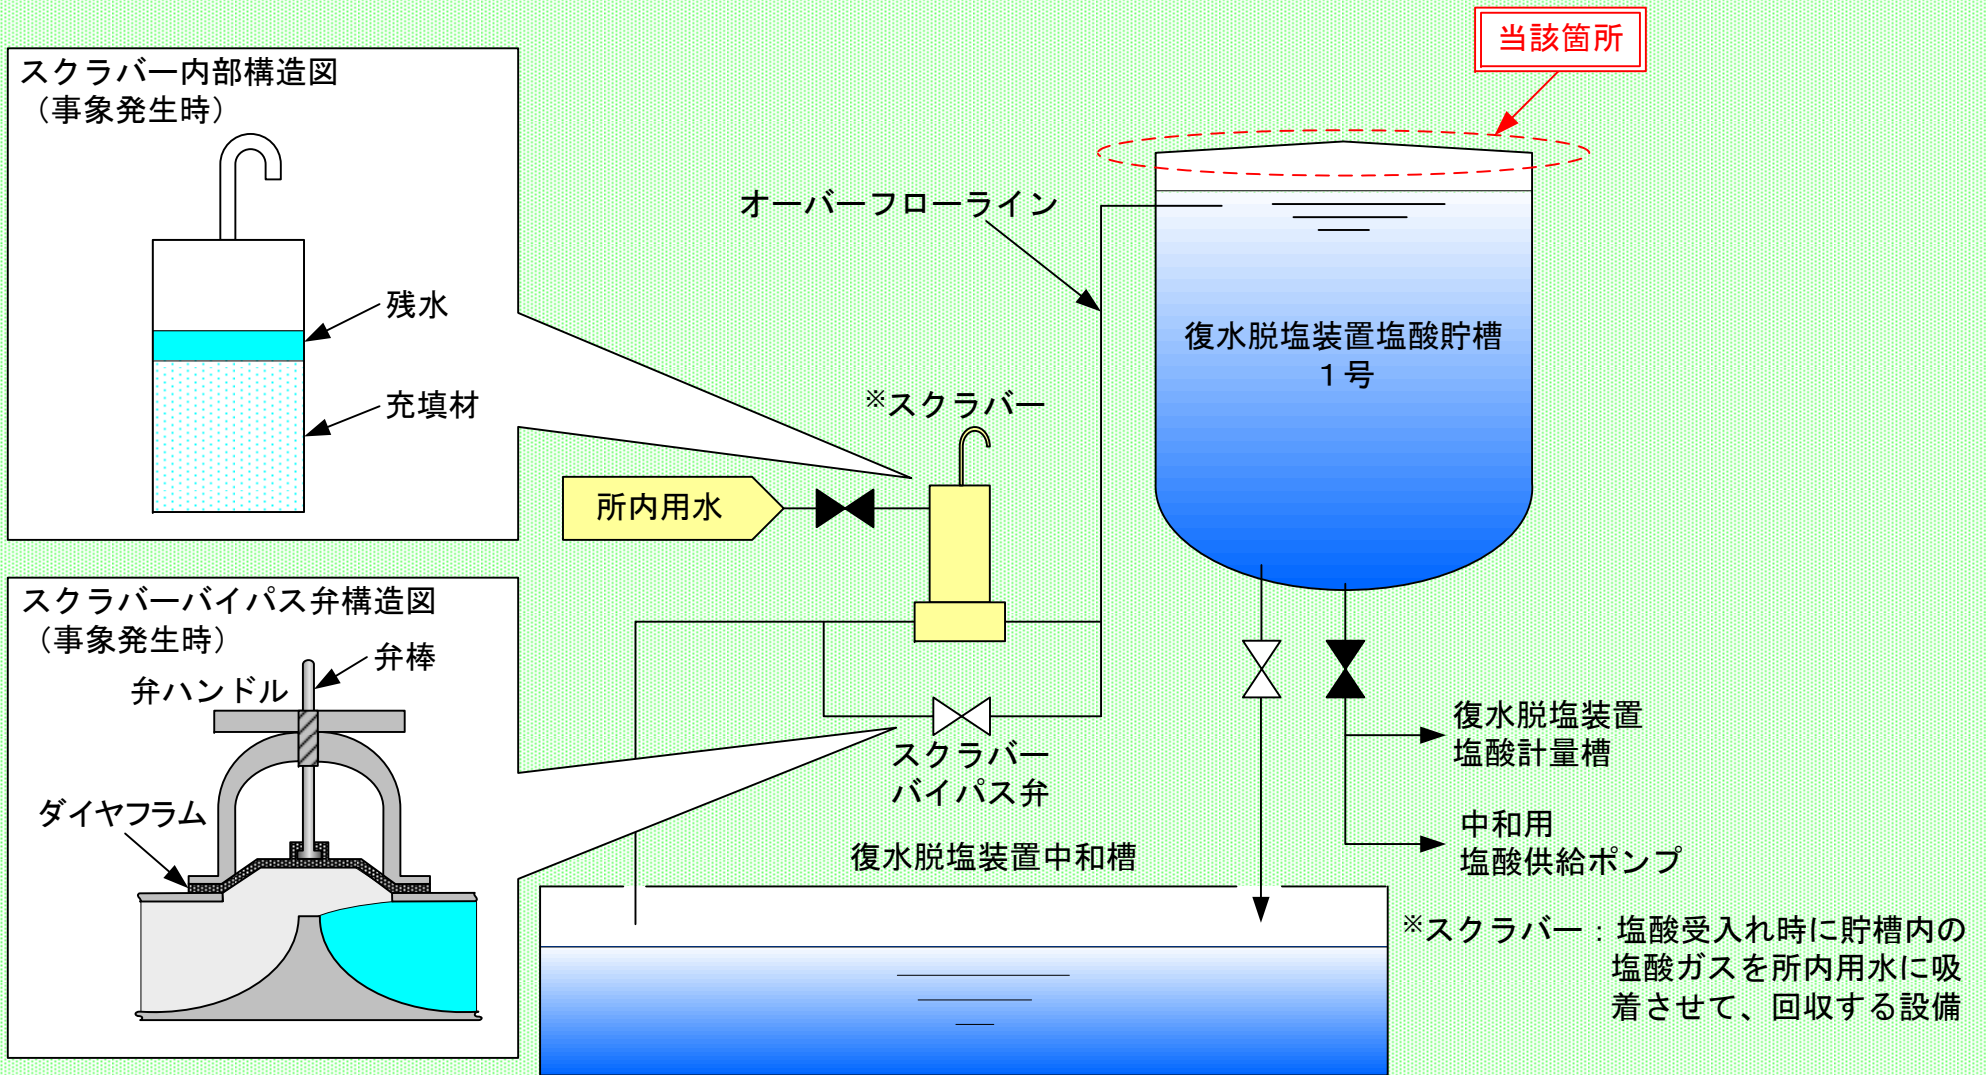 当該箇所
スクラバー内部構造図
（事象発生時）
残水
充填材
オーバーフローライン
復水脱塩装置塩酸貯槽
１号
※スクラバー
所内用水
スクラバーバイパス弁構造図
（事象発生時）
弁棒
弁ハンドル
ダイヤフラム
スクラバー
バイパス弁
復水脱塩装置
塩酸計量槽
中和用
塩酸供給ポンプ
復水脱塩装置中和槽
※スクラバー：塩酸受入れ時に貯槽内の
塩酸ガスを所内用水に吸
着させて、回収する設備